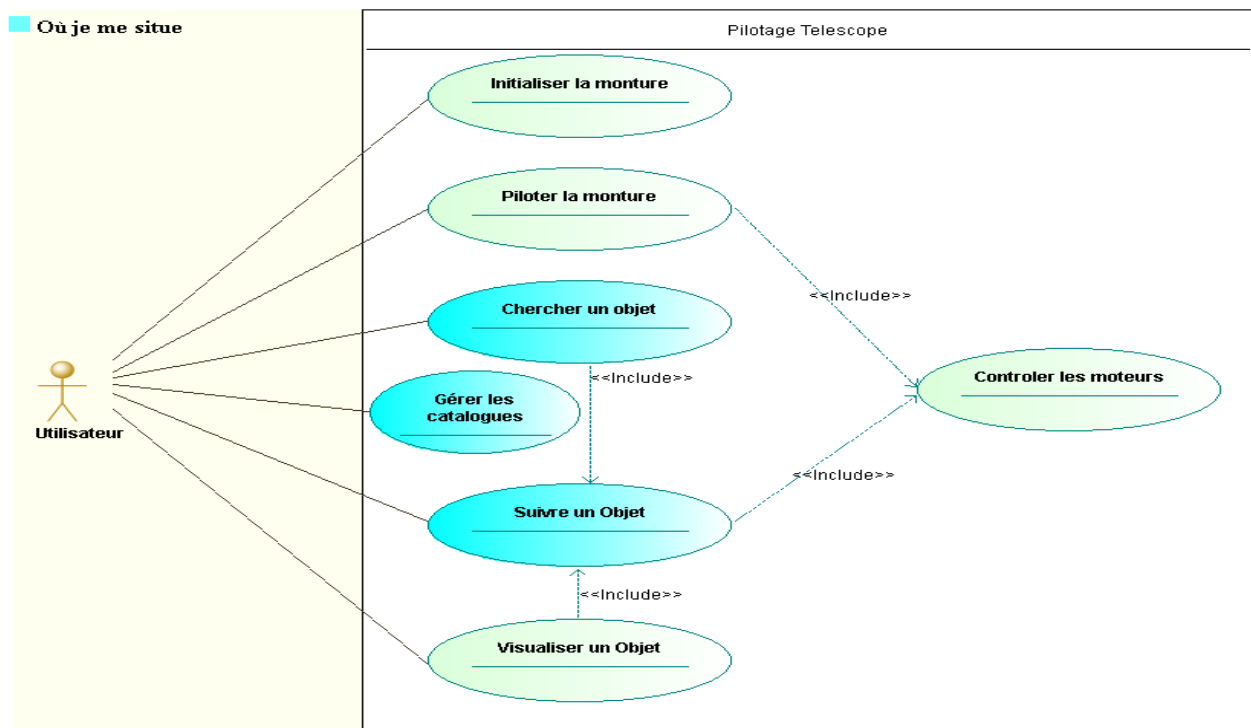 Où je me situe
Pilotage Telescope
Initialiser la monture
Piloter la monture
<<Include>>
Chercher un objet
<<Include>>
Controler les moteurs
Gérer les
catalogues
Utilisateur
<<Include>>
Suivre un Objet
<<Include>>
Visualiser un Objet